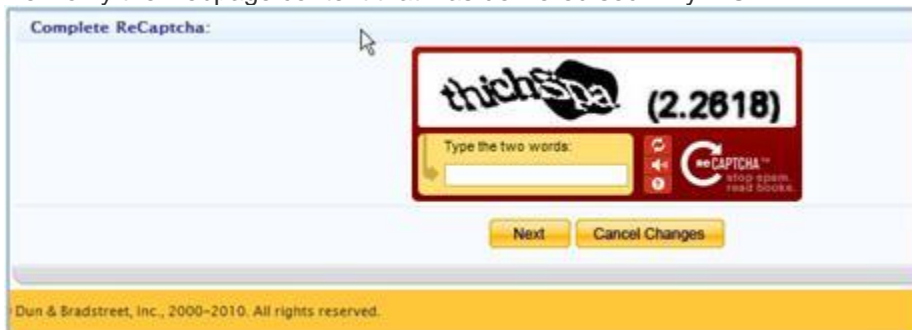 Complete ReCaptcha:
thichSpa (2.2618)
Type the two words:
reCAPTCHA™
stop spam.
read books.
Next Cancel Changes
Dun & Bradstreet, Inc., 2000-2010. All rights reserved.